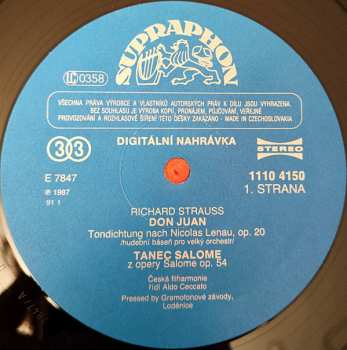 SUPRAPHON
LC 0358
VŠECHNA PRÁVA VÝROBCE A VLASTNÍKŮ AUTORSKÝCH PRÁV K DÍLU JSOU VYHRAZENA.
BEZ SOUHLASU JE VÝROBA KOPIÍ, PRONÁJEM, PŮJČOVÁNÍ, VEŘEJNÉ
PROVOZOVÁNÍ A ROZHLASOVÉ ŠÍŘENÍ TÉTO DESKY ZAKÁZÁNO - MADE IN CZECHOSLOVAKIA
33
DIGITÁLNÍ NAHRÁVKA
STEREO
E 7847
1110 4150
℗ 1987
1. STRANA
91 1
RICHARD STRAUSS
DON JUAN
Tondichtung nach Nicolas Lenau, op. 20
/hudební báseň pro velký orchestr/
TANEC SALOME
z opery Salome op. 54
Česká filharmonie
řídí Aldo Ceccato
Pressed by Gramofonové závody,
Loděnice